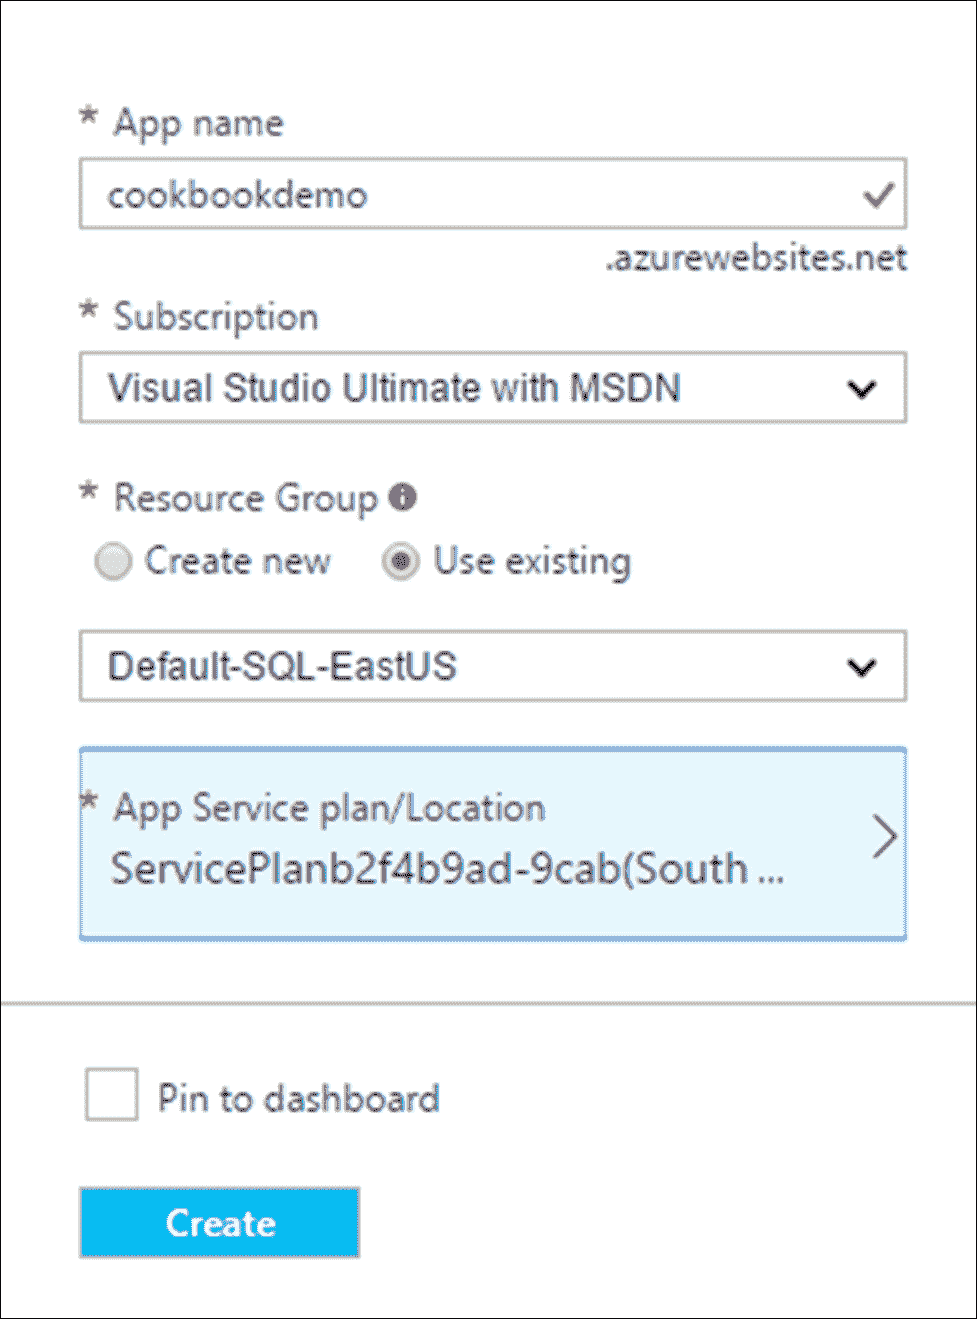 * App name
cookbookdemo
.azurewebsites.net
* Subscription
Visual Studio Ultimate with MSDN
* Resource Group
Create new Use existing
Default-SQL-EastUS
* App Service plan/Location
ServicePlanb2f4b9ad-9cab(South ...
Pin to dashboard
Create